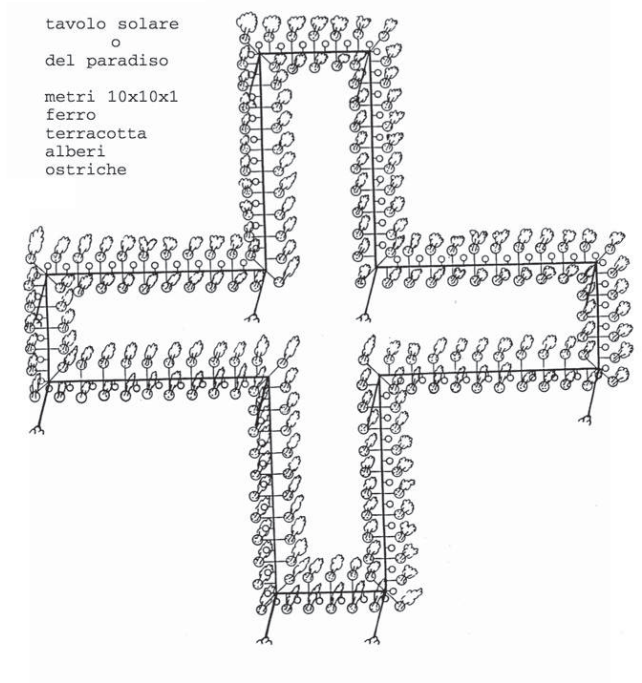 tavolo solare
o
del paradiso
metri 10x10x1
ferro
terracotta
alberi
ostriche